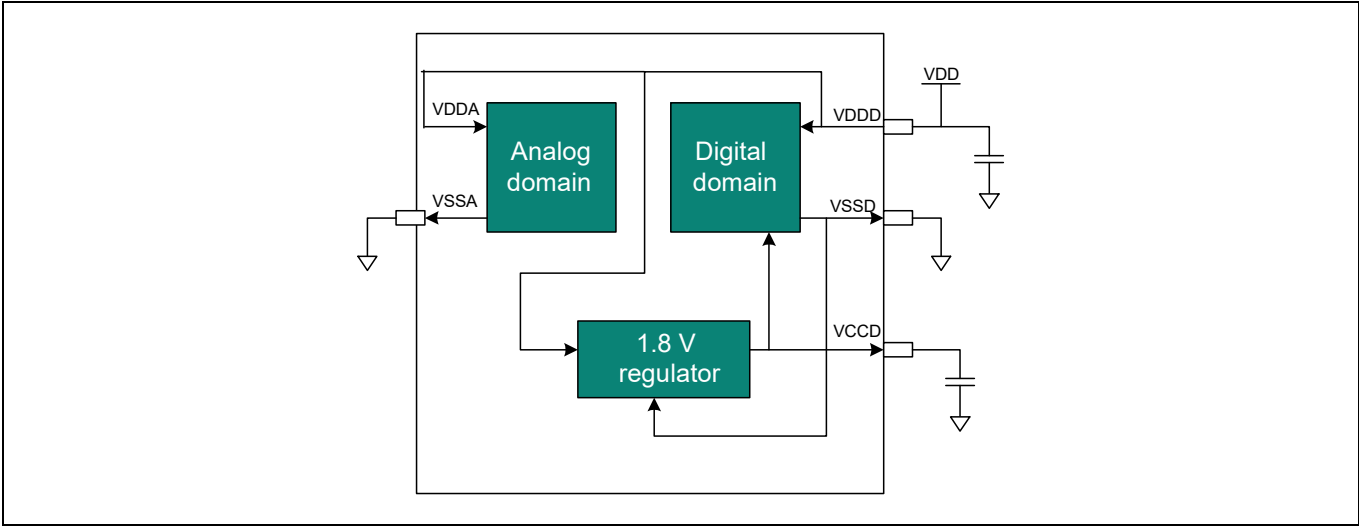 VDD
VDDA
VDDD
Analog
domain
Digital
domain
VSSA
VSSD
1.8 V
regulator
VCCD